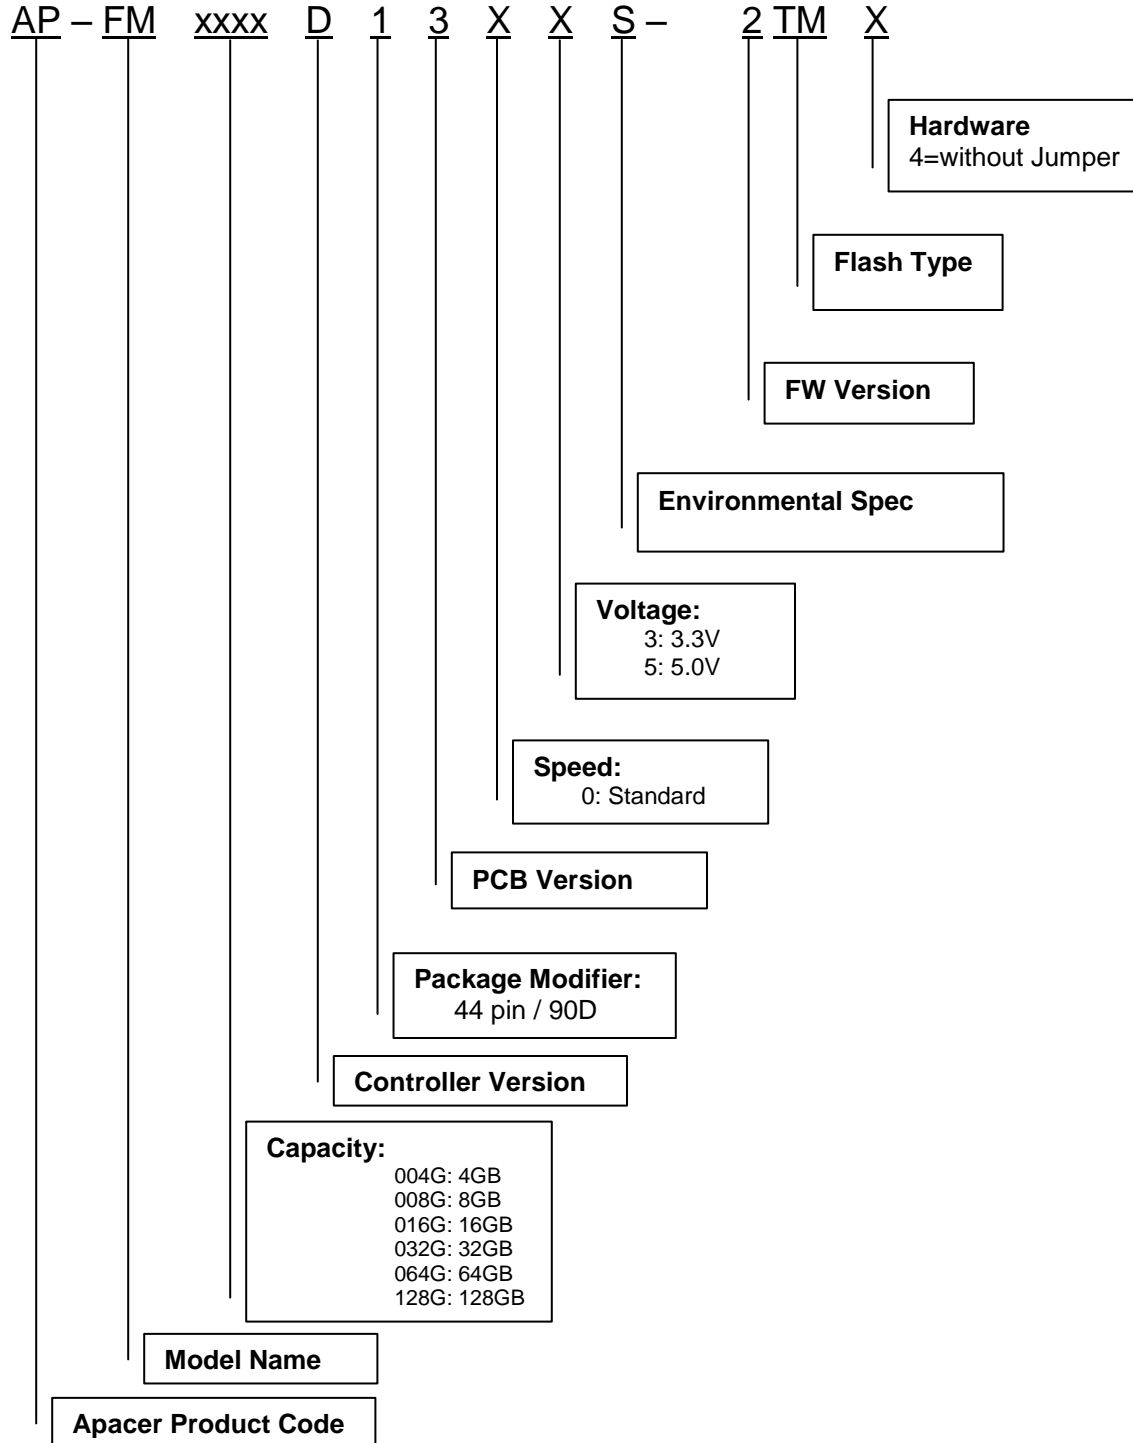 AP – FM xxxx D 1 3 X X S – 2 TM X
Hardware
4=without Jumper
Flash Type
FW Version
Environmental Spec
Voltage:
3: 3.3V
5: 5.0V
Speed:
0: Standard
PCB Version
Package Modifier:
44 pin / 90D
Controller Version
Capacity:
004G: 4GB
008G: 8GB
016G: 16GB
032G: 32GB
064G: 64GB
128G: 128GB
Model Name
Apacer Product Code